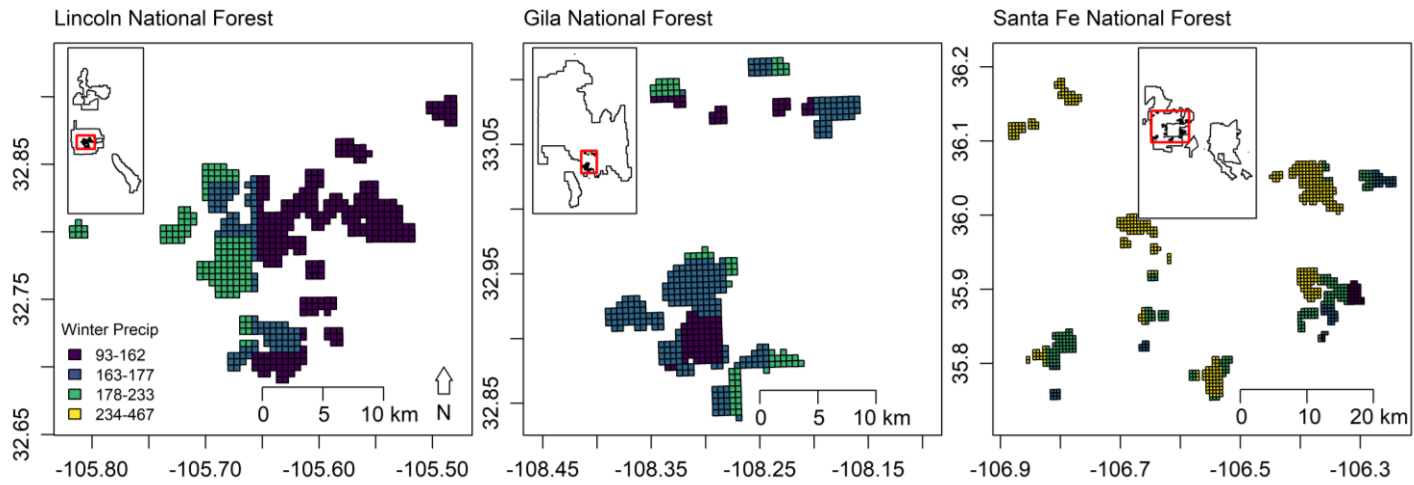 Lincoln National Forest
Gila National Forest
Santa Fe National Forest
32.85
32.75
32.65
Winter Precip
93-162
163-177
178-233
234-467
0 5 10 km
N
-105.80 -105.70 -105.60 -105.50
33.05
32.95
32.85
0 5 10 km
-108.45 -108.35 -108.25 -108.15
36.2
36.1
36.0
35.9
35.8
0 10 20 km
-106.9 -106.7 -106.5 -106.3